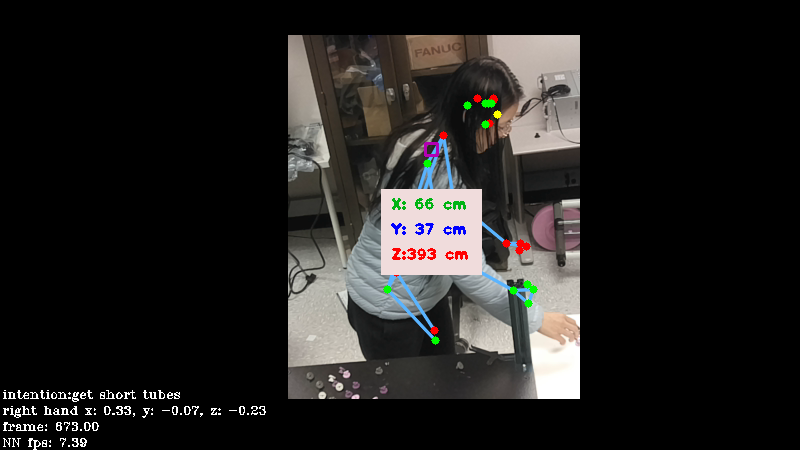 FANUC
X: 66 cm
Y: 37 cm
Z:393 cm
intention:get short tubes
right hand x: 0.33, y: -0.07, z: -0.23
frame: 673.00
NN fps: 7.39